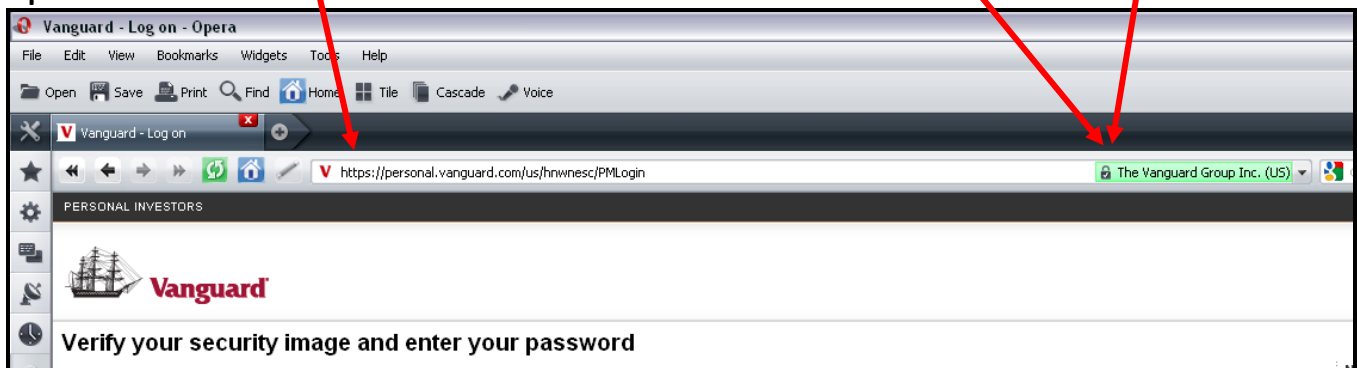 Vanguard - Log on - Opera
File Edit View Bookmarks Widgets Tools Help
Open Save Print Find Home Tile Cascade Voice
V Vanguard - Log on
V https://personal.vanguard.com/us/hnwnesc/PMLogin The Vanguard Group Inc. (US)
PERSONAL INVESTORS
Vanguard
Verify your security image and enter your password